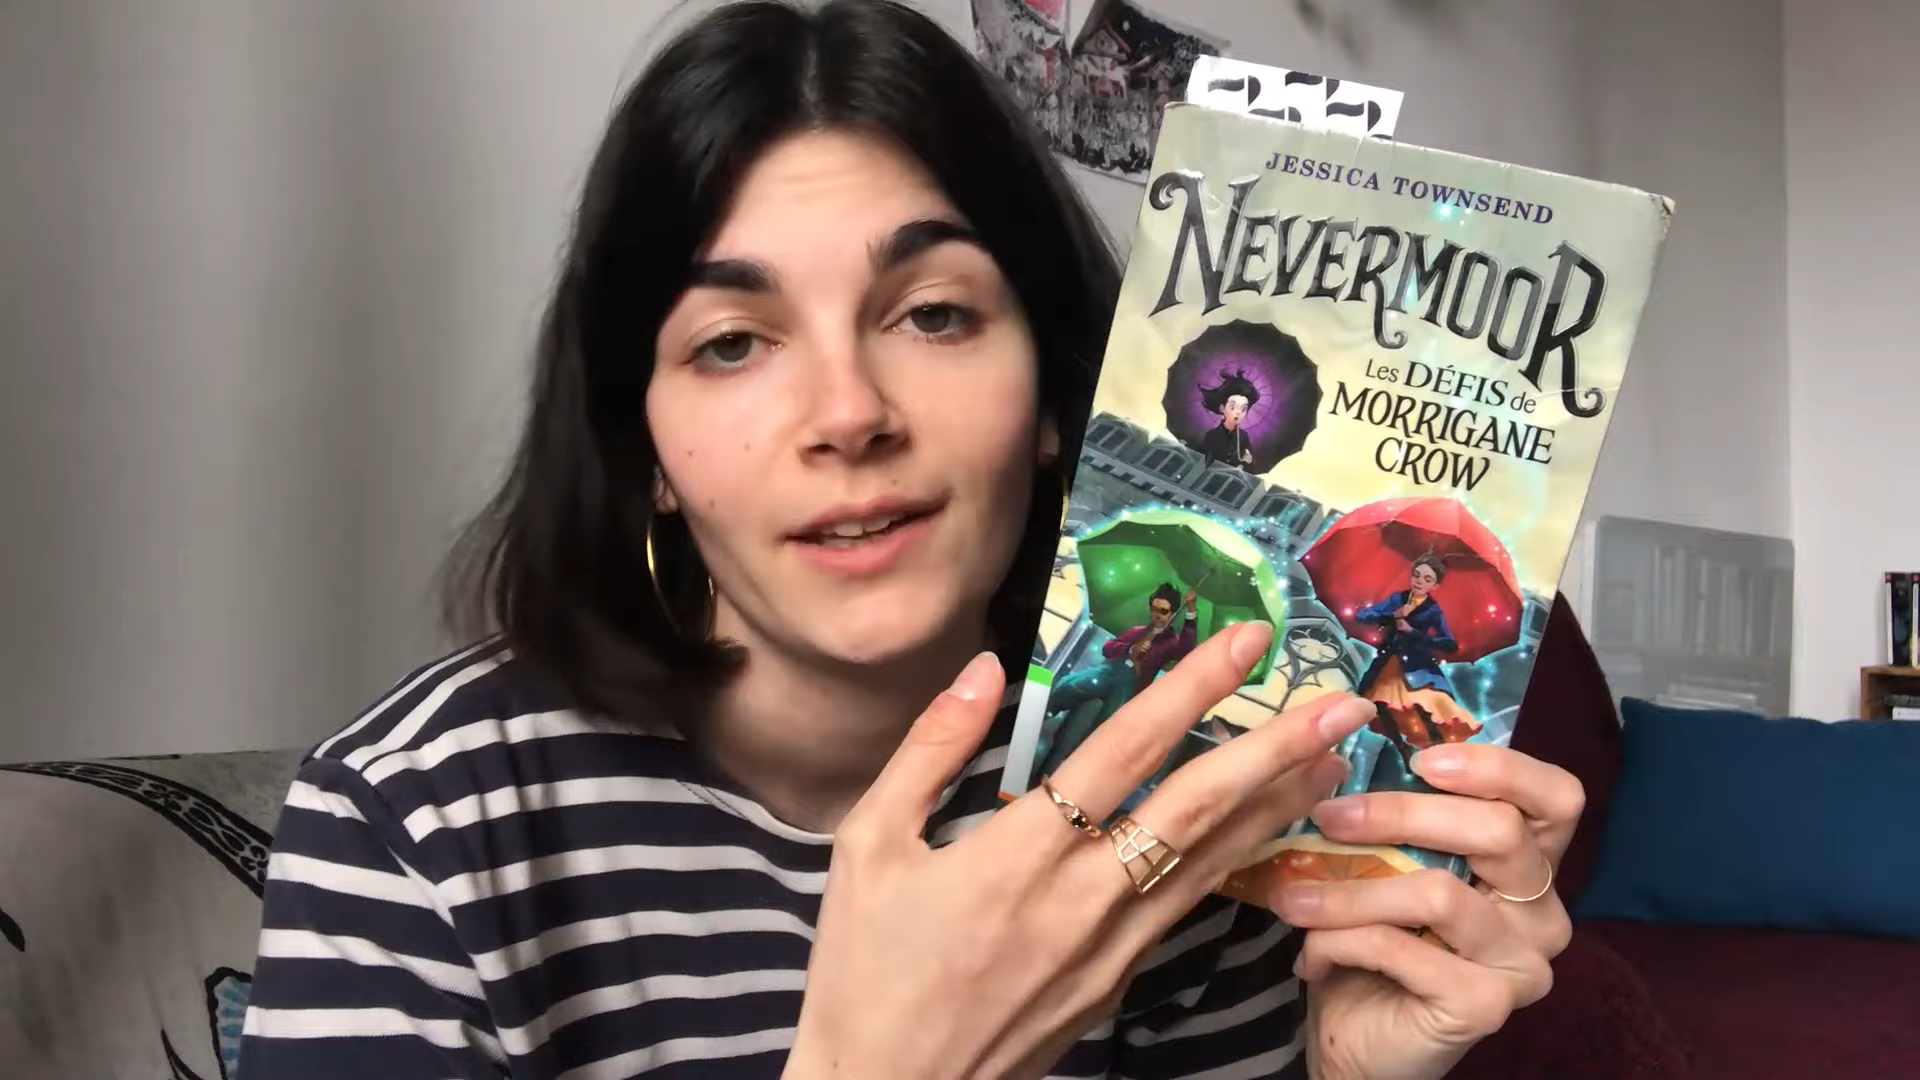 JESSICA TOWNSEND
NEVERMOOR
Les DÉFIS de
MORRIGANE
CROW